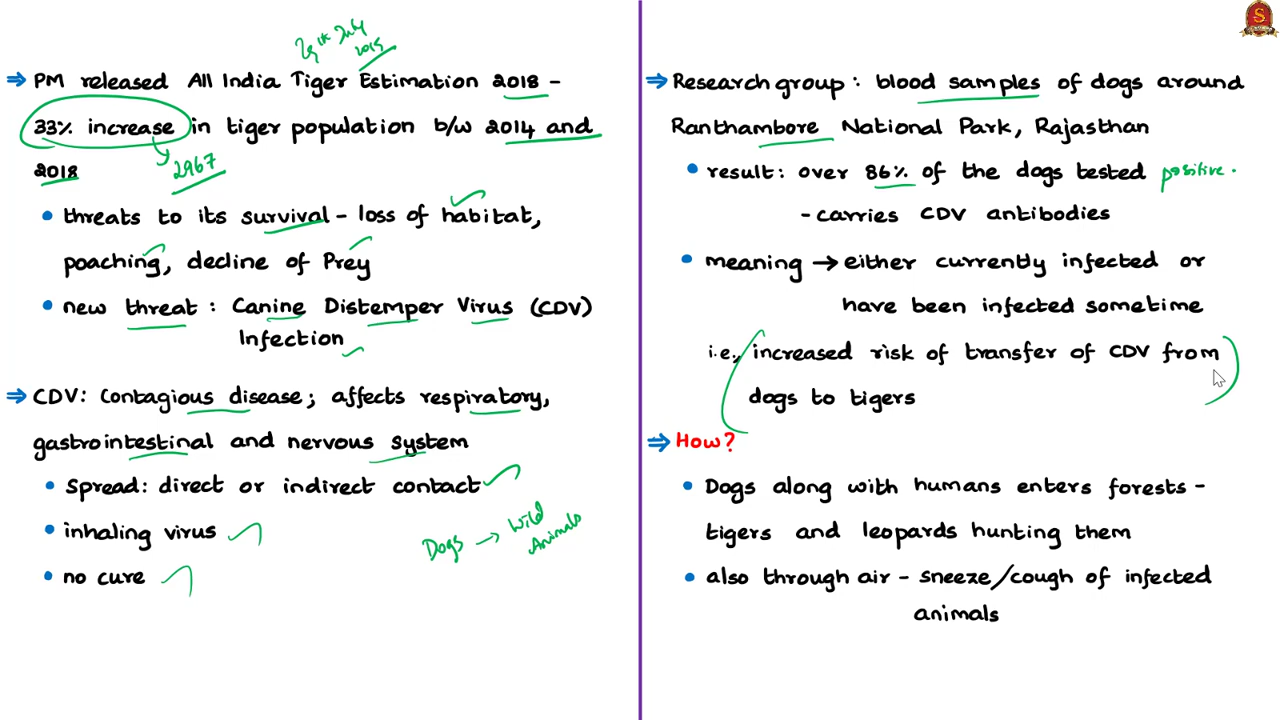 29th July
2019
⇒ PM released All India Tiger Estimation 2018 -
33% increase in tiger population b/w 2014 and
2018
2967
• threats to its survival - loss of habitat,
poaching, decline of Prey
• new threat : Canine Distemper Virus (CDV)
Infection
⇒ CDV: Contagious disease; affects respiratory,
gastrointestinal and nervous system
• Spread: direct or indirect contact
• inhaling virus
• no cure
Dogs → Wild
Animals
⇒ Research group : blood samples of dogs around
Ranthambore National Park, Rajasthan
• result: over 86% of the dogs tested positive.
- carries CDV antibodies
• meaning → either currently infected or
have been infected sometime
i.e., increased risk of transfer of CDV from
dogs to tigers
⇒ How?
• Dogs along with humans enters forests -
tigers and leopards hunting them
• also through air - sneeze/cough of infected
animals